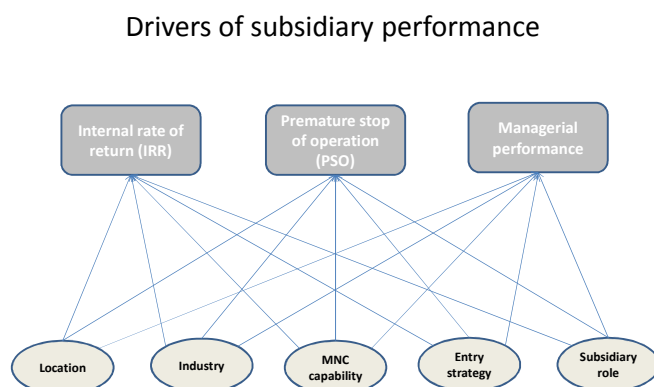 Drivers of subsidiary performance
Internal rate of
return (IRR)
Premature stop
of operation
(PSO)
Managerial
performance
Location
Industry
MNC
capability
Entry
strategy
Subsidiary
role